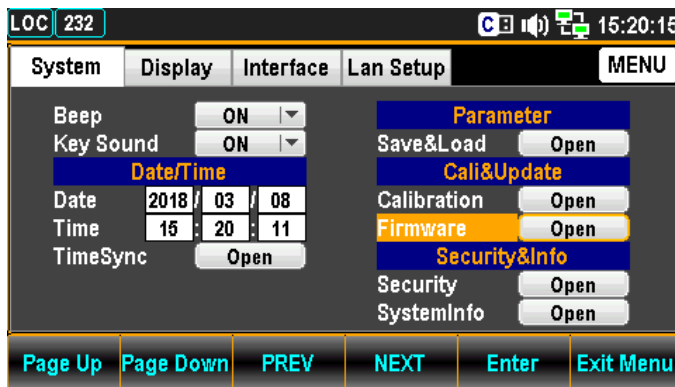 LOC 232 C 15:20:15
System Display Interface Lan Setup MENU
Beep ON
Key Sound ON
Date/Time
Date 2018 / 03 / 08
Time 15 : 20 : 11
TimeSync Open
Parameter
Save&Load Open
Cali&Update
Calibration Open
Firmware Open
Security&Info
Security Open
SystemInfo Open
Page Up Page Down PREV NEXT Enter Exit Menu